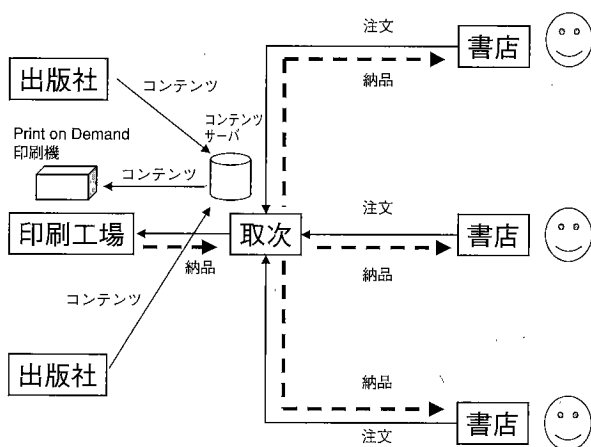 注文
書店
納品
出版社
コンテンツ
コンテンツ
サーバ
Print on Demand
印刷機
コンテンツ
注文
印刷工場
取次
書店
納品
納品
コンテンツ
出版社
納品
書店
注文